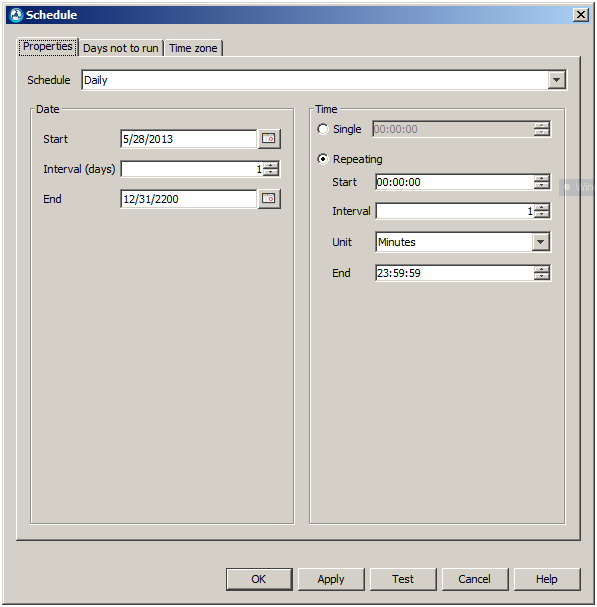 Schedule
Properties Days not to run Time zone
Schedule Daily
Date
Start 5/28/2013
Interval (days) 1
End 12/31/2200
Time
Single 00:00:00
Repeating
Start 00:00:00
Interval 1
Unit Minutes
End 23:59:59
Win
OK Apply Test Cancel Help